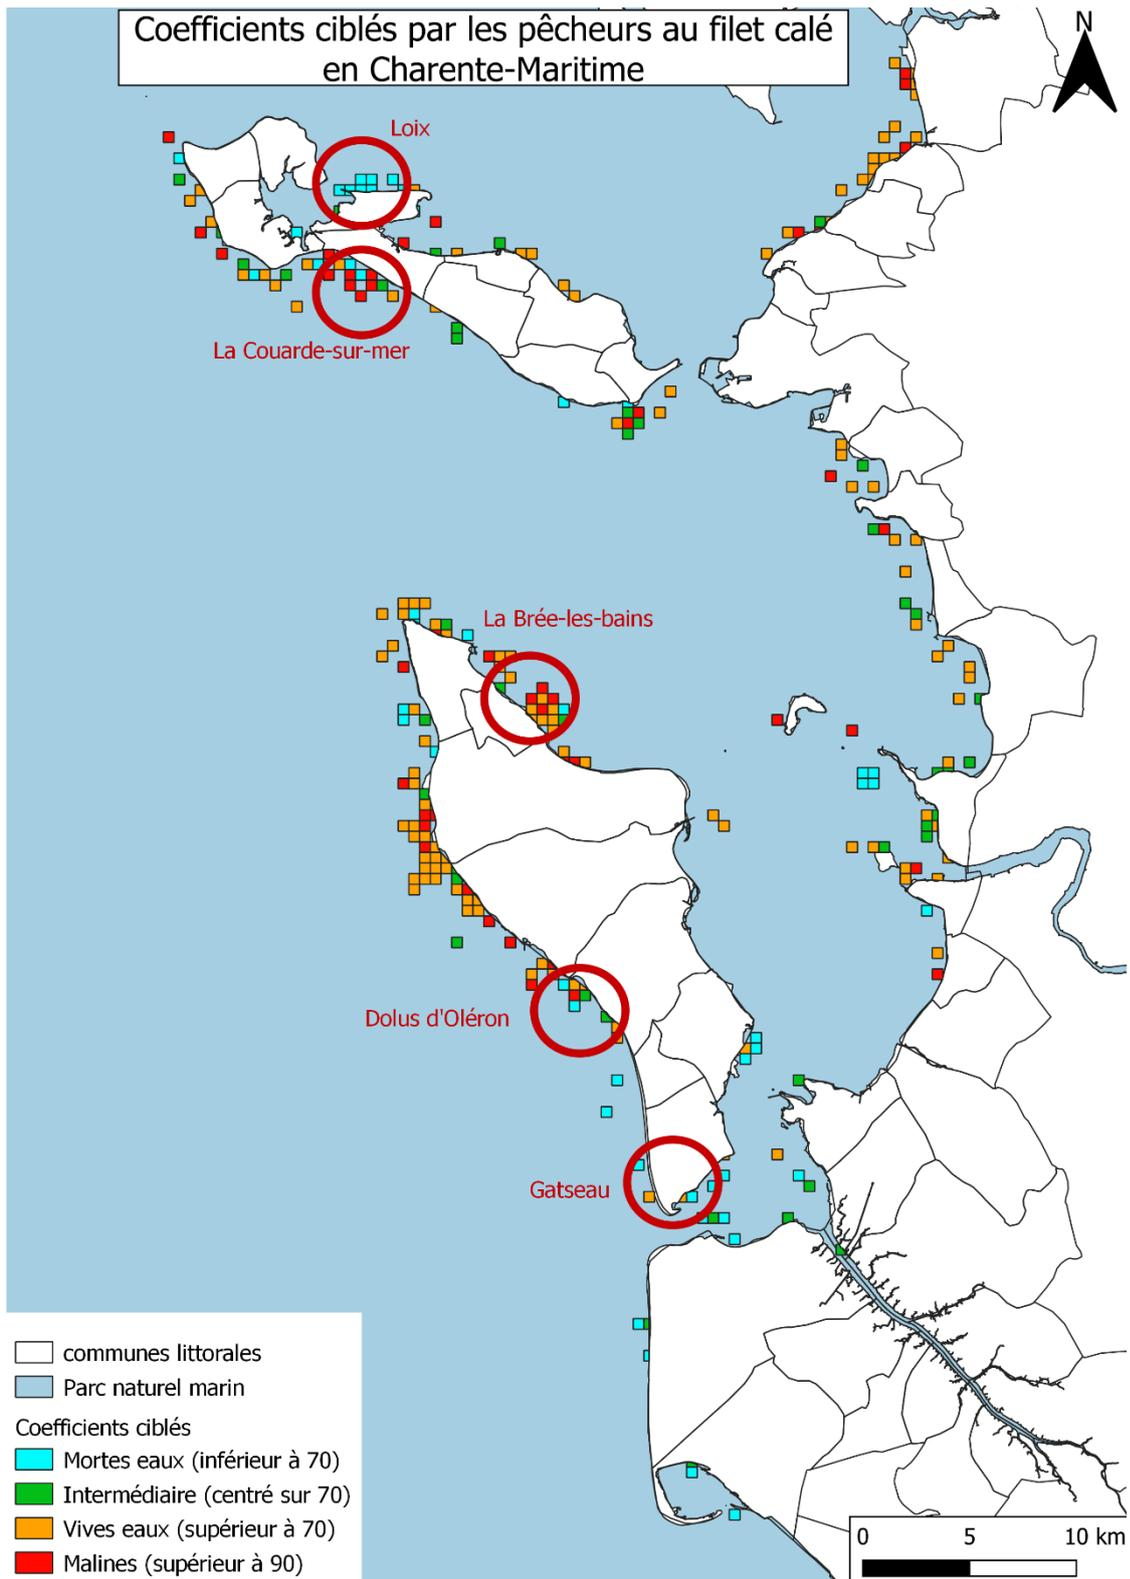 Coefficients ciblés par les pêcheurs au filet calé
en Charente-Maritime
N
Loix
La Couarde-sur-mer
La Brée-les-bains
Dolus d'Oléron
Gatseau
communes littorales
Parc naturel marin
Coefficients ciblés
Mortes eaux (inférieur à 70)
Intermédiaire (centré sur 70)
Vives eaux (supérieur à 70)
Malines (supérieur à 90)
0 5 10 km